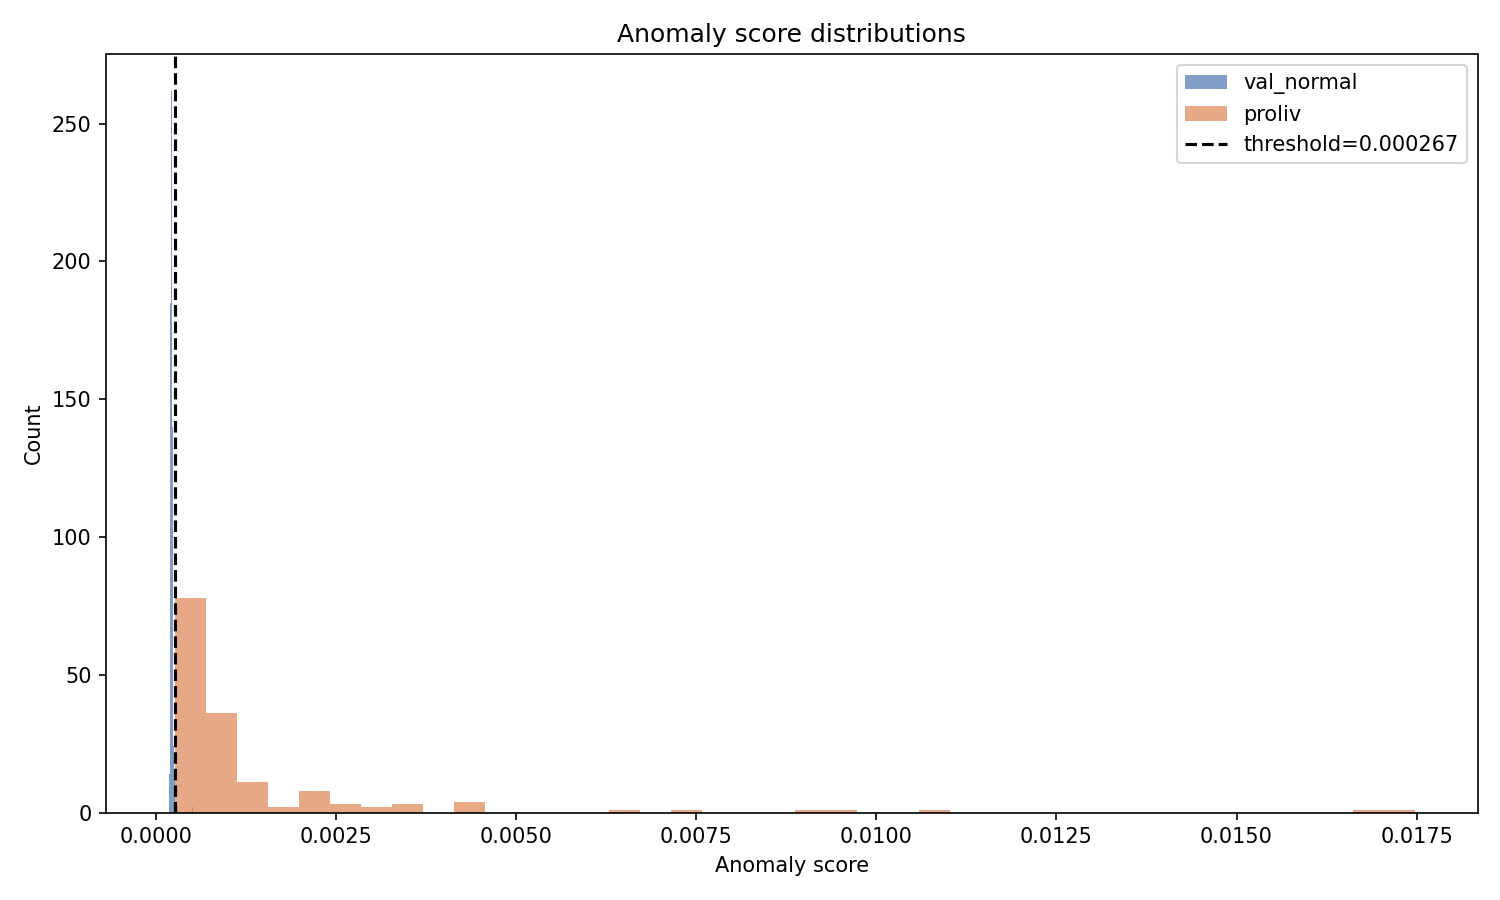 Anomaly score distributions
val_normal
proliv
threshold=0.000267
250
200
150
100
50
0
Count
0.0000 0.0025 0.0050 0.0075 0.0100 0.0125 0.0150 0.0175
Anomaly score